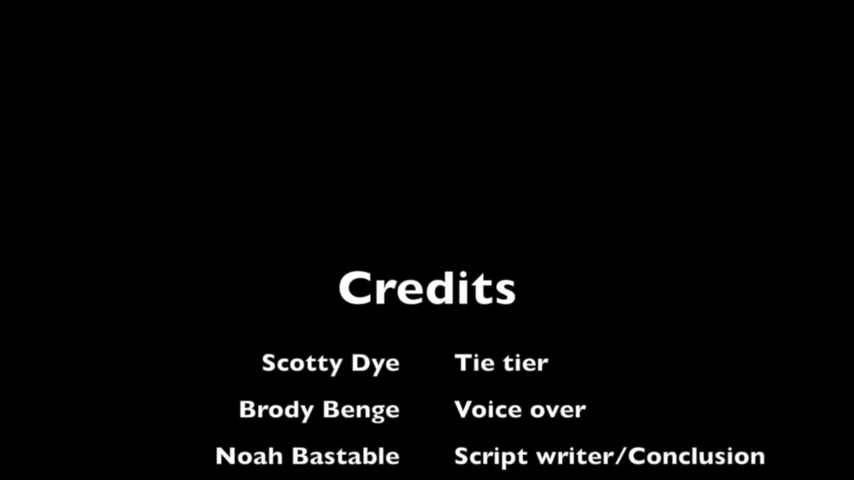 Credits
Scotty Dye Tie tier
Brody Benge Voice over
Noah Bastable Script writer/Conclusion